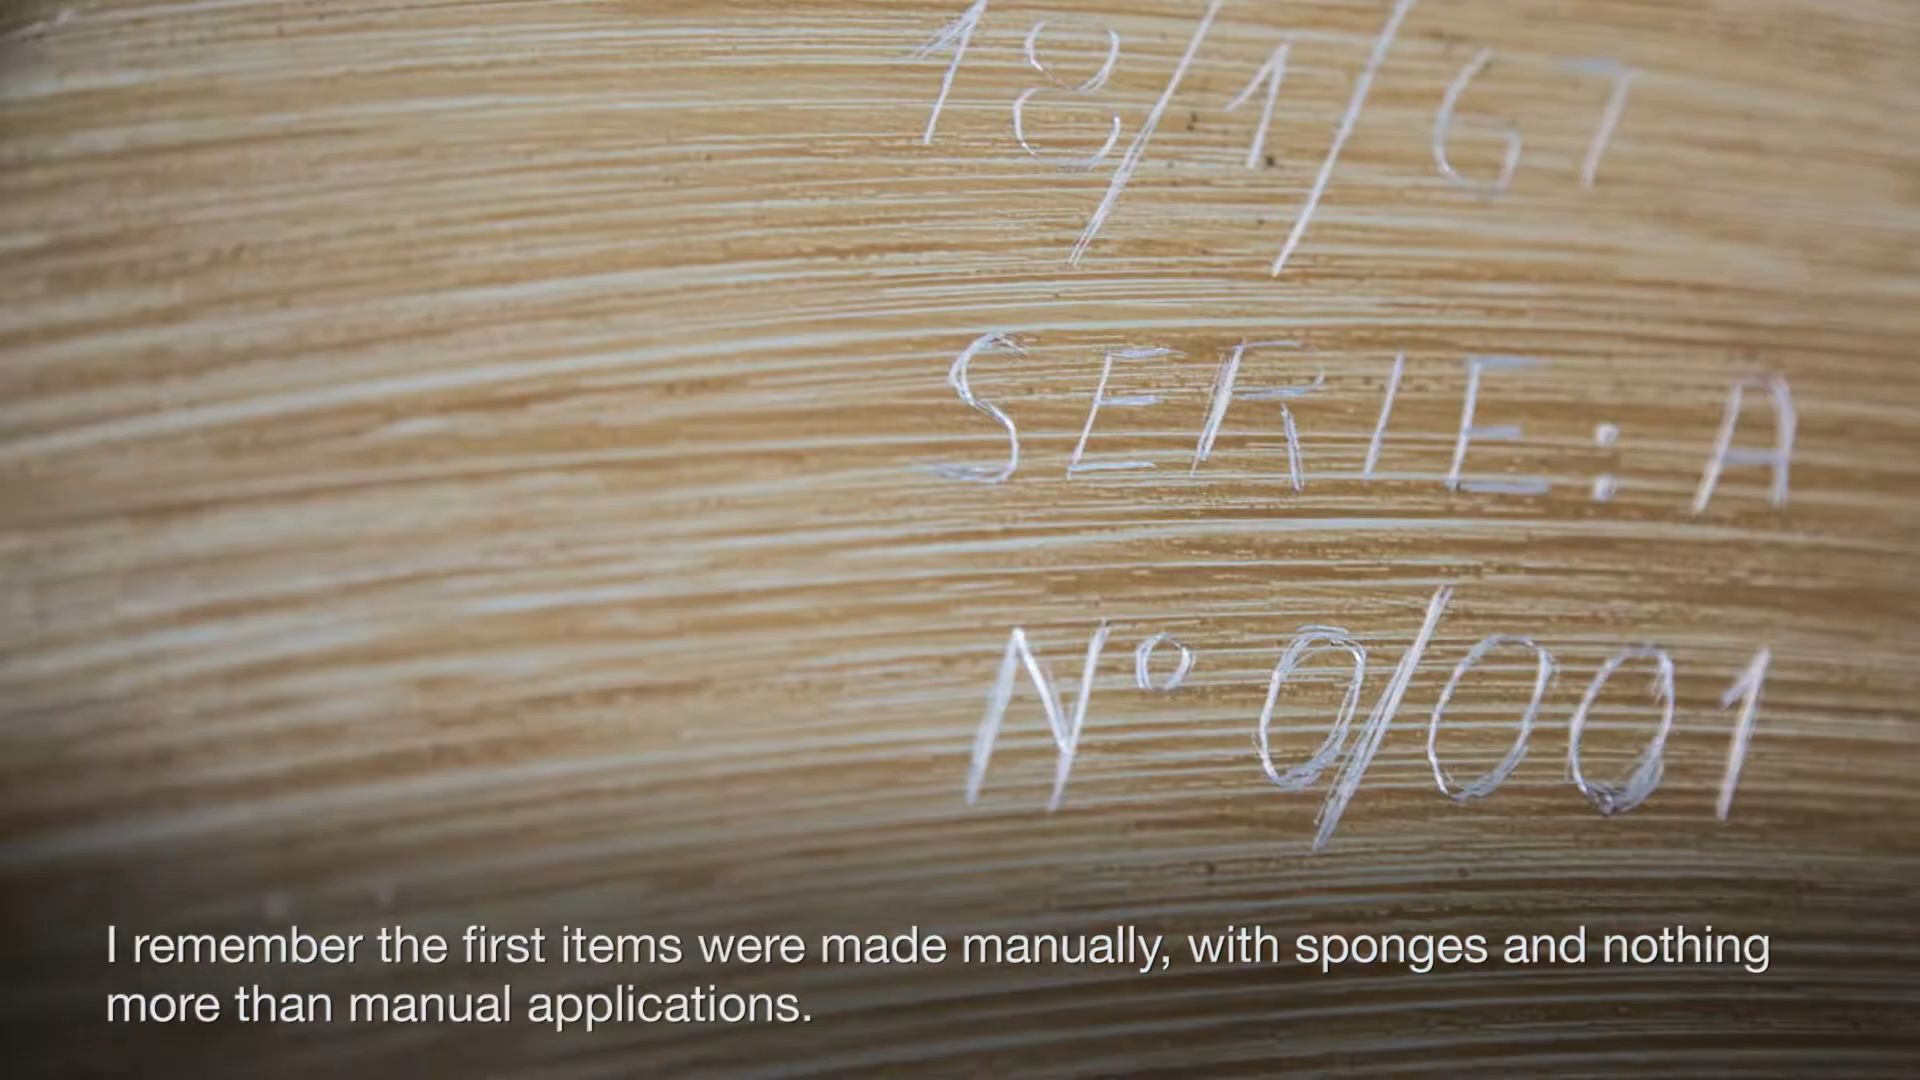 18/1/67
SERIE: A
N° 0/001
I remember the first items were made manually, with sponges and nothing
more than manual applications.